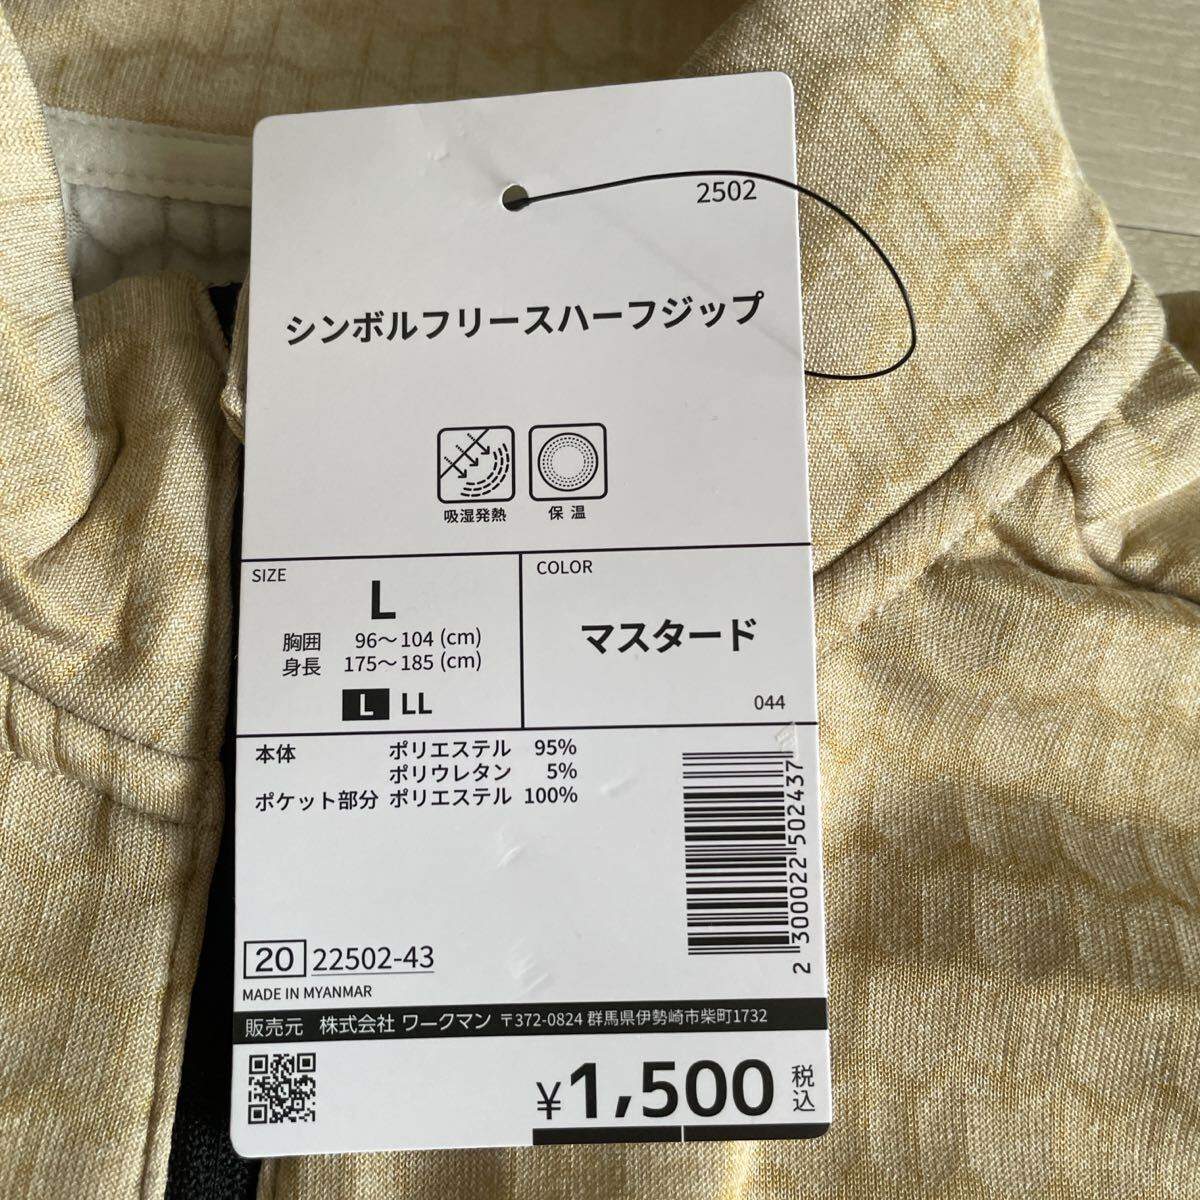 2502
シンボルフリースハーフジップ
吸湿発熱 保温
SIZE
L
胸囲 96～104 (cm)
身長 175～185 (cm)
L LL
COLOR
マスタード
044
本体 ポリエステル 95%
ポリウレタン 5%
ポケット部分 ポリエステル 100%
2 300022 502437
20 22502-43
MADE IN MYANMAR
販売元 株式会社 ワークマン 〒372-0824 群馬県伊勢崎市柴町1732
¥1,500 税込